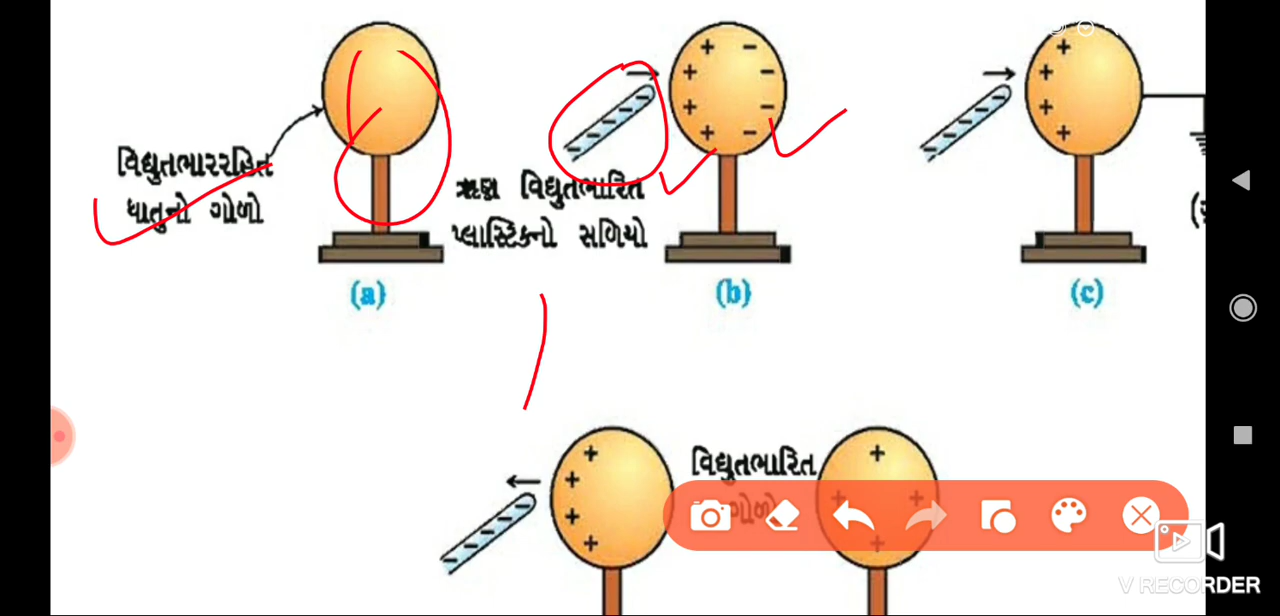 વિદ્યુતભારરહિત
ધાતુનો ગોળો
ઋણ વિદ્યુતભારિત
પ્લાસ્ટિકનો સળિયો
(a)
(b)
(c)
વિદ્યુતભારિત
ગોળો
V RECORDER